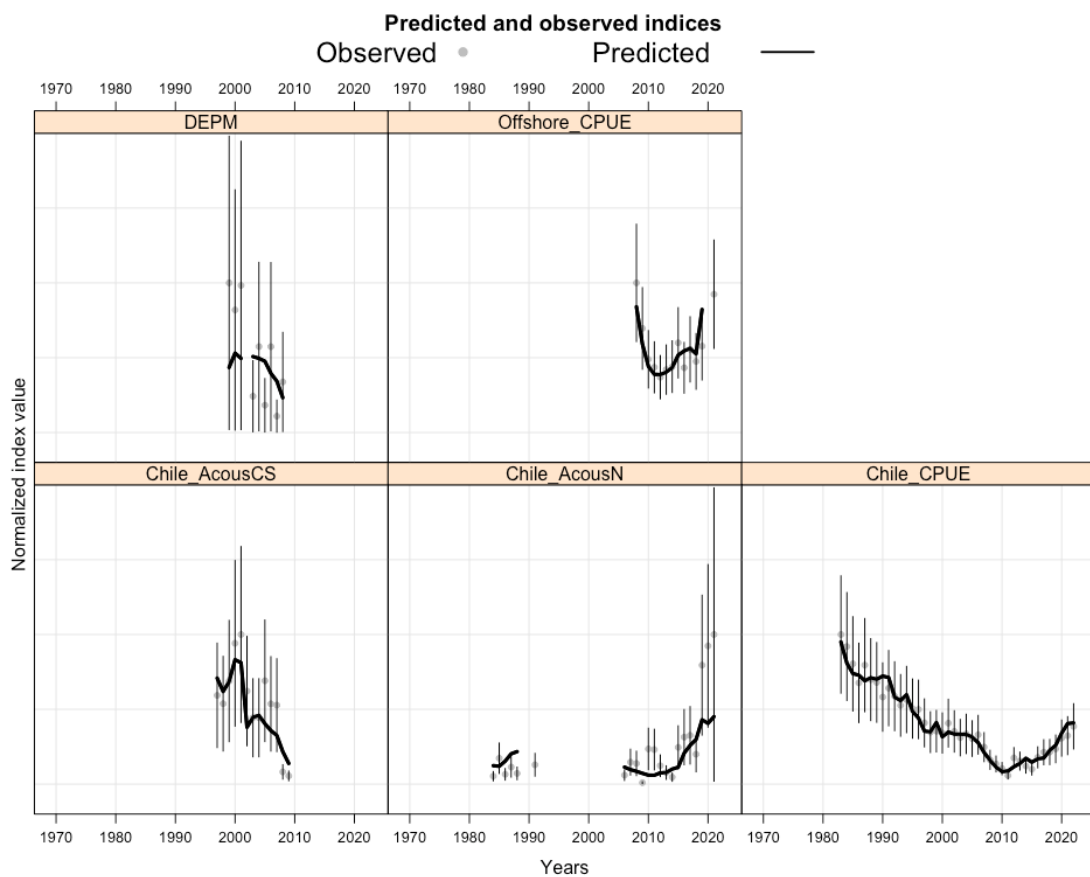 Predicted and observed indices
Observed Predicted
1970 1980 1990 2000 2010 2020 1970 1980 1990 2000 2010 2020
DEPM Offshore_CPUE
Normalized index value
Chile_AcousCS Chile_AcousN Chile_CPUE
1970 1980 1990 2000 2010 2020 1970 1980 1990 2000 2010 2020 1970 1980 1990 2000 2010 2020
Years